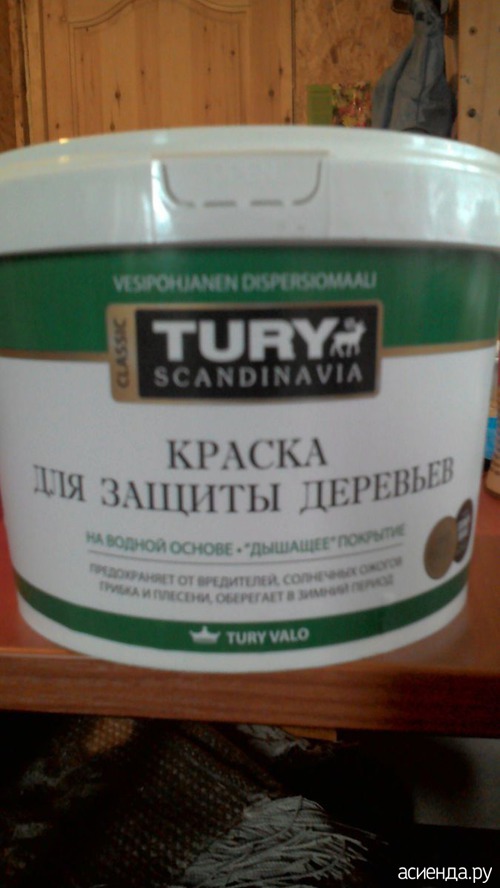 VESIPOHJANEN DISPERSIOMAALI
CLASSIC
TURY
SCANDINAVIA
КРАСКА
ДЛЯ ЗАЩИТЫ ДЕРЕВЬЕВ
НА ВОДНОЙ ОСНОВЕ • "ДЫШАЩЕЕ" ПОКРЫТИЕ
ПРЕДОХРАНЯЕТ ОТ ВРЕДИТЕЛЕЙ, СОЛНЕЧНЫХ ОЖОГОВ
ГРИБКА И ПЛЕСЕНИ, ОБЕРЕГАЕТ В ЗИМНИЙ ПЕРИОД
TURY VALO
асиенда.ру